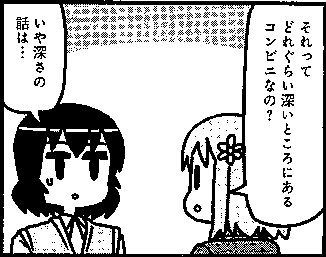 それって
どれぐらい深いところにある
コンビニなの?
いや深さの
話は…